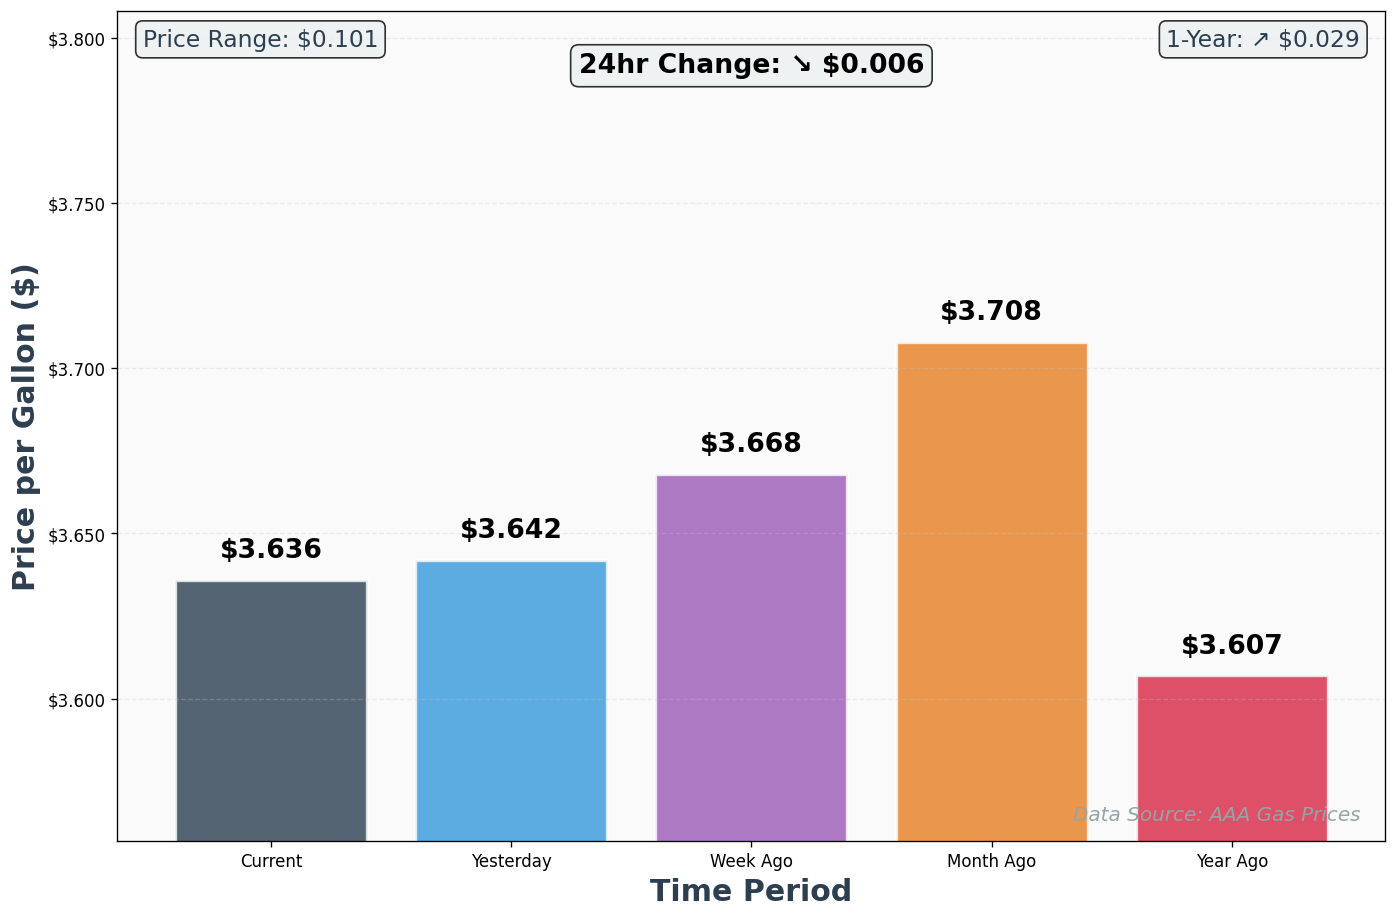 Price Range: $0.101
24hr Change: ↘ $0.006
1-Year: ↗ $0.029
Price per Gallon ($)
$3.800
$3.750
$3.700
$3.650
$3.600
$3.636
$3.642
$3.668
$3.708
$3.607
Data Source: AAA Gas Prices
Current
Yesterday
Week Ago
Month Ago
Year Ago
Time Period